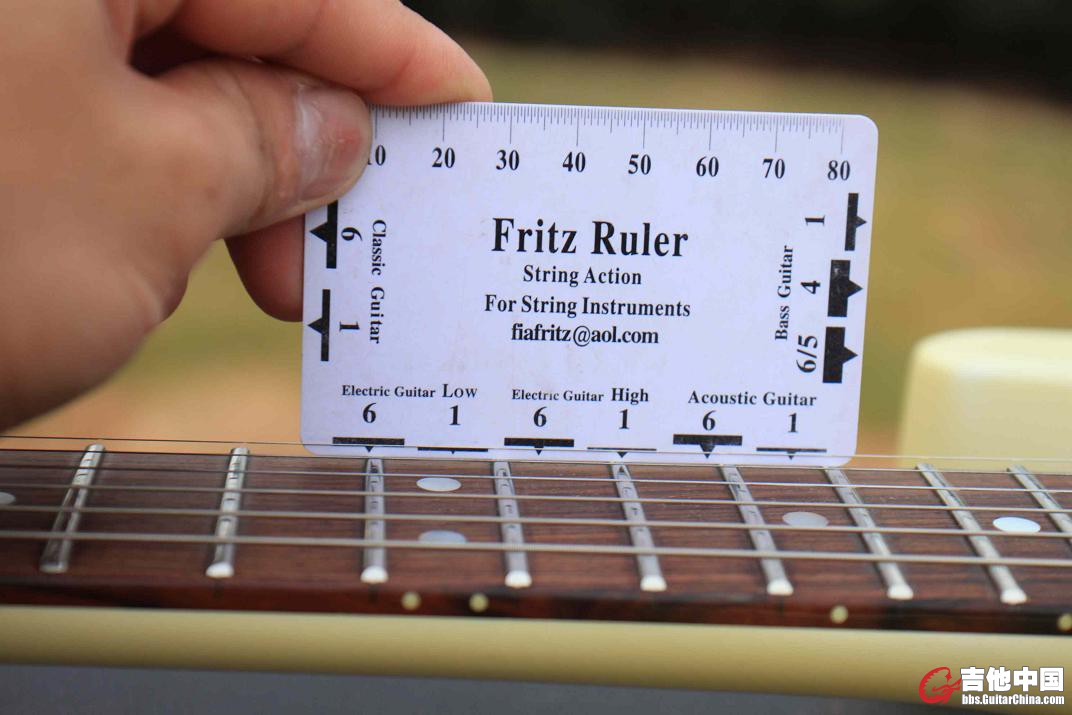 10 20 30 40 50 60 70 80
Fritz Ruler
String Action
For String Instruments
fiafritz@aol.com
6 1
Classic Guitar
1 4 6/5
Bass Guitar
Electric Guitar Low
6 1
Electric Guitar High
6 1
Acoustic Guitar
6 1
吉他中国
bbs.GuitarChina.com